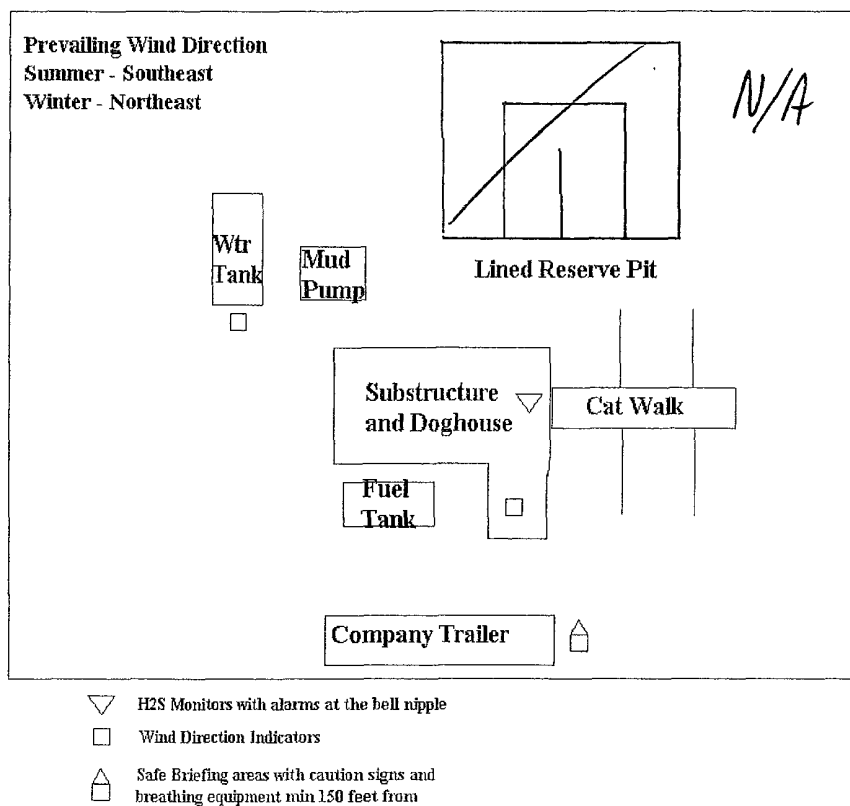 Prevailing Wind Direction
Summer - Southeast
Winter - Northeast
N/A
Wtr
Tank
Mud
Pump
Lined Reserve Pit
Substructure
and Doghouse
Cat Walk
Fuel
Tank
Company Trailer
H2S Monitors with alarms at the bell nipple
Wind Direction Indicators
Safe Briefing areas with caution signs and
breathing equipment min 150 feet from